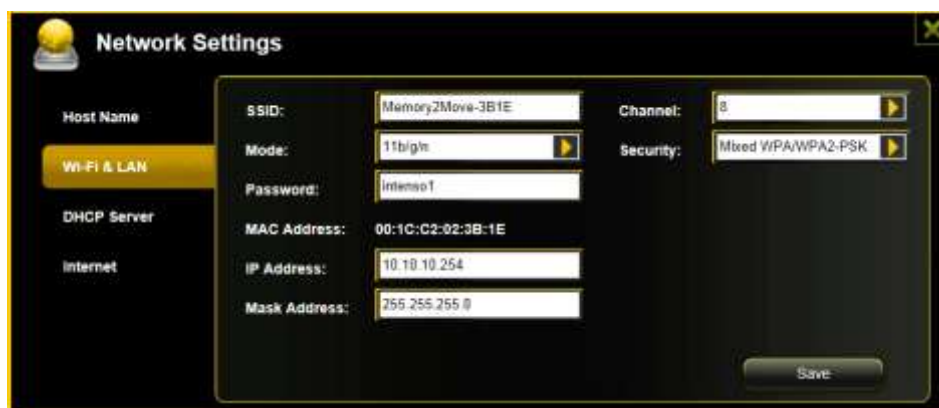 Network Settings
Host Name
Wi-Fi & LAN
DHCP Server
Internet
SSID: Memory2Move-3B1E
Mode: 11b/g/n
Password: intenso1
MAC Address: 00:1C:C2:02:3B:1E
IP Address: 10.10.10.254
Mask Address: 255.255.255.0
Channel: 8
Security: Mixed WPA/WPA2-PSK
Save